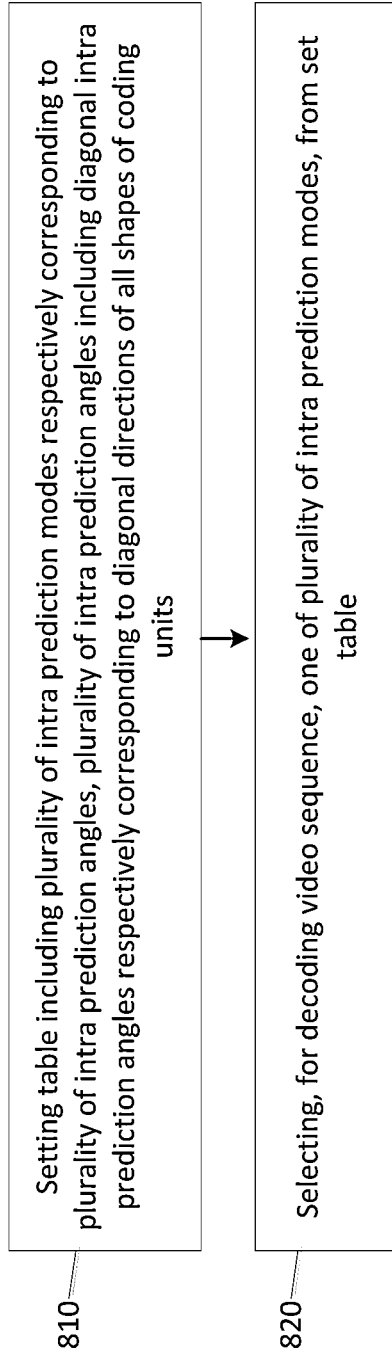 810
Setting table including plurality of intra prediction modes respectively corresponding to
plurality of intra prediction angles, plurality of intra prediction angles including diagonal intra
prediction angles respectively corresponding to diagonal directions of all shapes of coding
units
820
Selecting, for decoding video sequence, one of plurality of intra prediction modes, from set
table